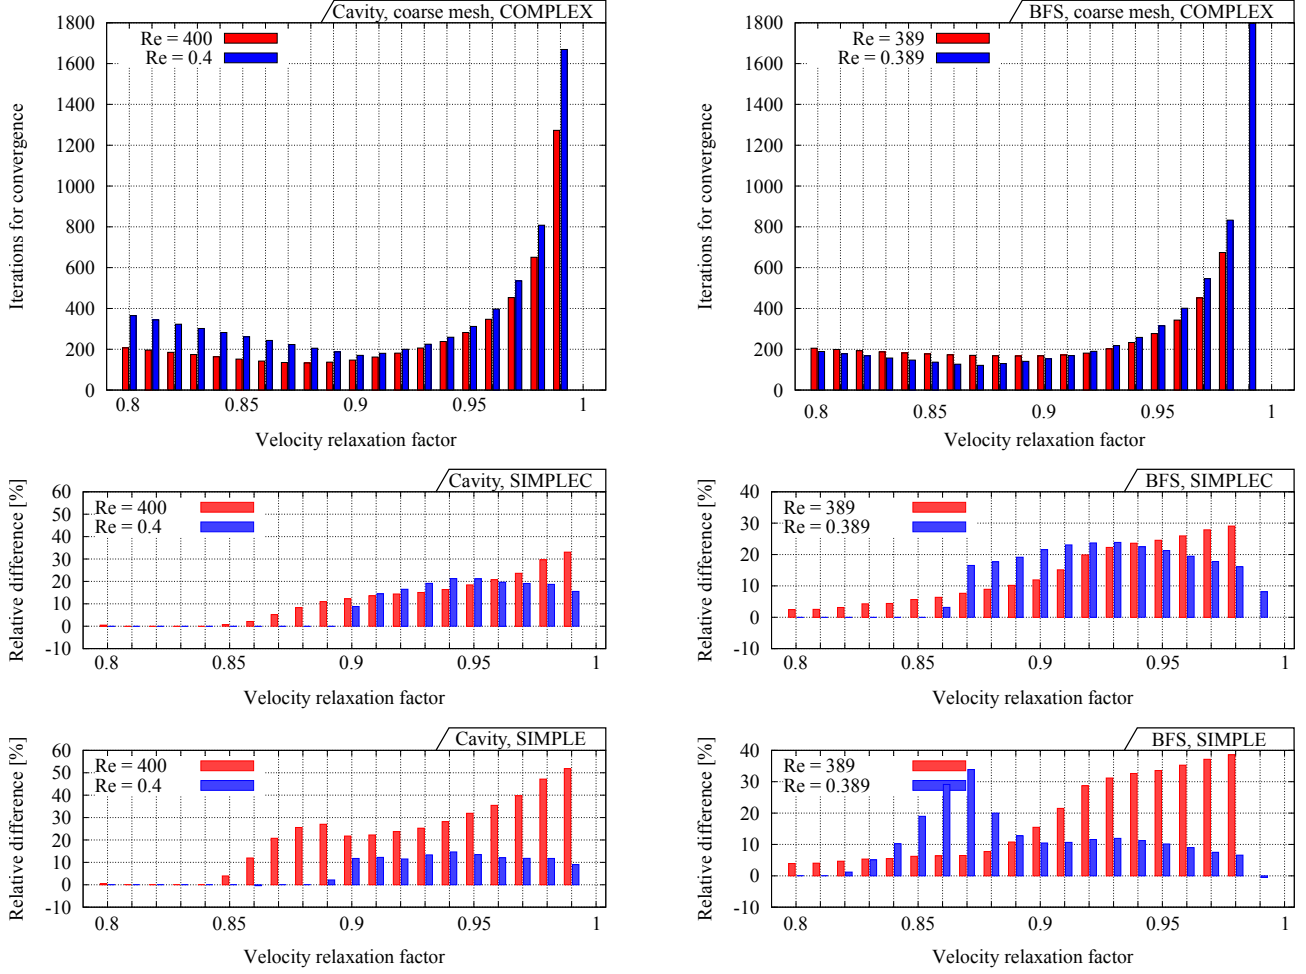 Cavity, coarse mesh, COMPLEX
1800
1600
1400
1200
1000
800
600
400
200
0
Re = 400
Re = 0.4
Iterations for convergence
0.8
0.85
0.9
0.95
1
Velocity relaxation factor
BFS, coarse mesh, COMPLEX
1800
1600
1400
1200
1000
800
600
400
200
0
Re = 389
Re = 0.389
Iterations for convergence
0.8
0.85
0.9
0.95
1
Velocity relaxation factor
Cavity, SIMPLEC
60
50
40
30
20
10
0
-10
Re = 400
Re = 0.4
Relative difference [%]
0.8
0.85
0.9
0.95
1
Velocity relaxation factor
BFS, SIMPLEC
40
30
20
10
0
-10
Re = 389
Re = 0.389
Relative difference [%]
0.8
0.85
0.9
0.95
1
Velocity relaxation factor
Cavity, SIMPLE
60
50
40
30
20
10
0
-10
Re = 400
Re = 0.4
Relative difference [%]
0.8
0.85
0.9
0.95
1
Velocity relaxation factor
BFS, SIMPLE
40
30
20
10
0
-10
Re = 389
Re = 0.389
Relative difference [%]
0.8
0.85
0.9
0.95
1
Velocity relaxation factor